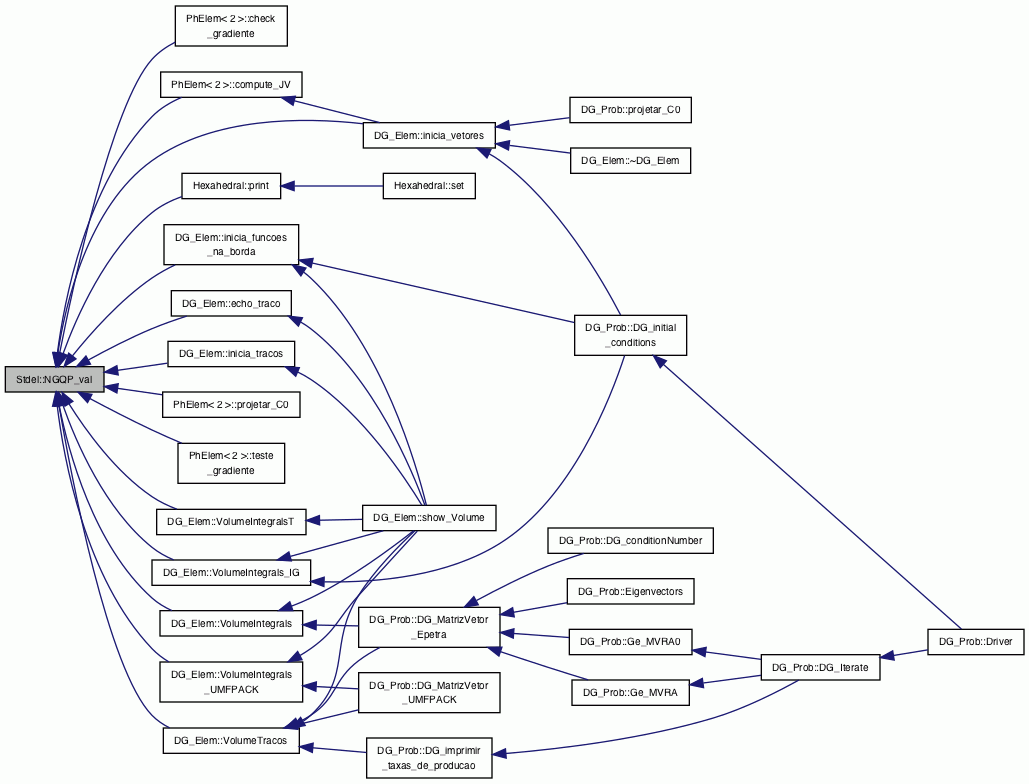 PhElem< 2 >::check
_gradiente
PhElem< 2 >::compute_JV
DG_Elem::inicia_vetores
DG_Prob::projetar_C0
DG_Elem::~DG_Elem
Hexahedral::print
Hexahedral::set
DG_Elem::inicia_funcoes
_na_borda
DG_Elem::echo_traco
DG_Prob::DG_initial
_conditions
DG_Elem::inicia_tracos
Stdel::NGQP_val
PhElem< 2 >::projetar_C0
PhElem< 2 >::teste
_gradiente
DG_Elem::VolumeIntegralsT
DG_Elem::show_Volume
DG_Prob::DG_conditionNumber
DG_Elem::VolumeIntegrals_IG
DG_Prob::Eigenvectors
DG_Elem::VolumeIntegrals
DG_Prob::DG_MatrizVetor
_Epetra
DG_Prob::Ge_MVRA0
DG_Prob::Driver
DG_Prob::DG_Iterate
DG_Elem::VolumeIntegrals
_UMFPACK
DG_Prob::DG_MatrizVetor
_UMFPACK
DG_Prob::Ge_MVRA
DG_Elem::VolumeTracos
DG_Prob::DG_imprimir
_taxas_de_producao